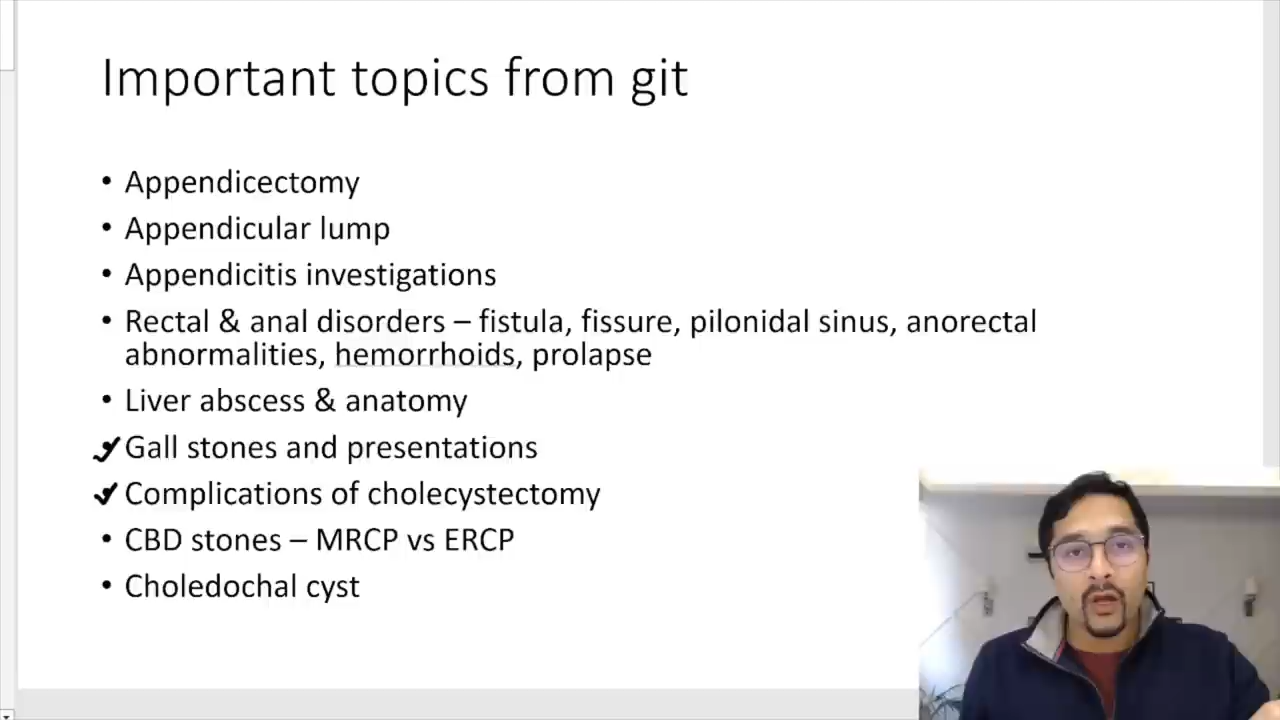 Important topics from git
• Appendicectomy
• Appendicular lump
• Appendicitis investigations
• Rectal & anal disorders – fistula, fissure, pilonidal sinus, anorectal
abnormalities, hemorrhoids, prolapse
• Liver abscess & anatomy
Gall stones and presentations
Complications of cholecystectomy
• CBD stones – MRCP vs ERCP
• Choledochal cyst